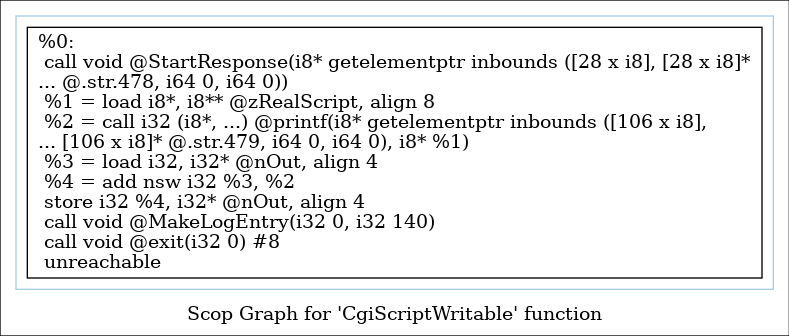 %0:
call void @StartResponse(i8* getelementptr inbounds ([28 x i8], [28 x i8]*
... @.str.478, i64 0, i64 0))
%1 = load i8*, i8** @zRealScript, align 8
%2 = call i32 (i8*, ...) @printf(i8* getelementptr inbounds ([106 x i8],
... [106 x i8]* @.str.479, i64 0, i64 0), i8* %1)
%3 = load i32, i32* @nOut, align 4
%4 = add nsw i32 %3, %2
store i32 %4, i32* @nOut, align 4
call void @MakeLogEntry(i32 0, i32 140)
call void @exit(i32 0) #8
unreachable
Scop Graph for 'CgiScriptWritable' function